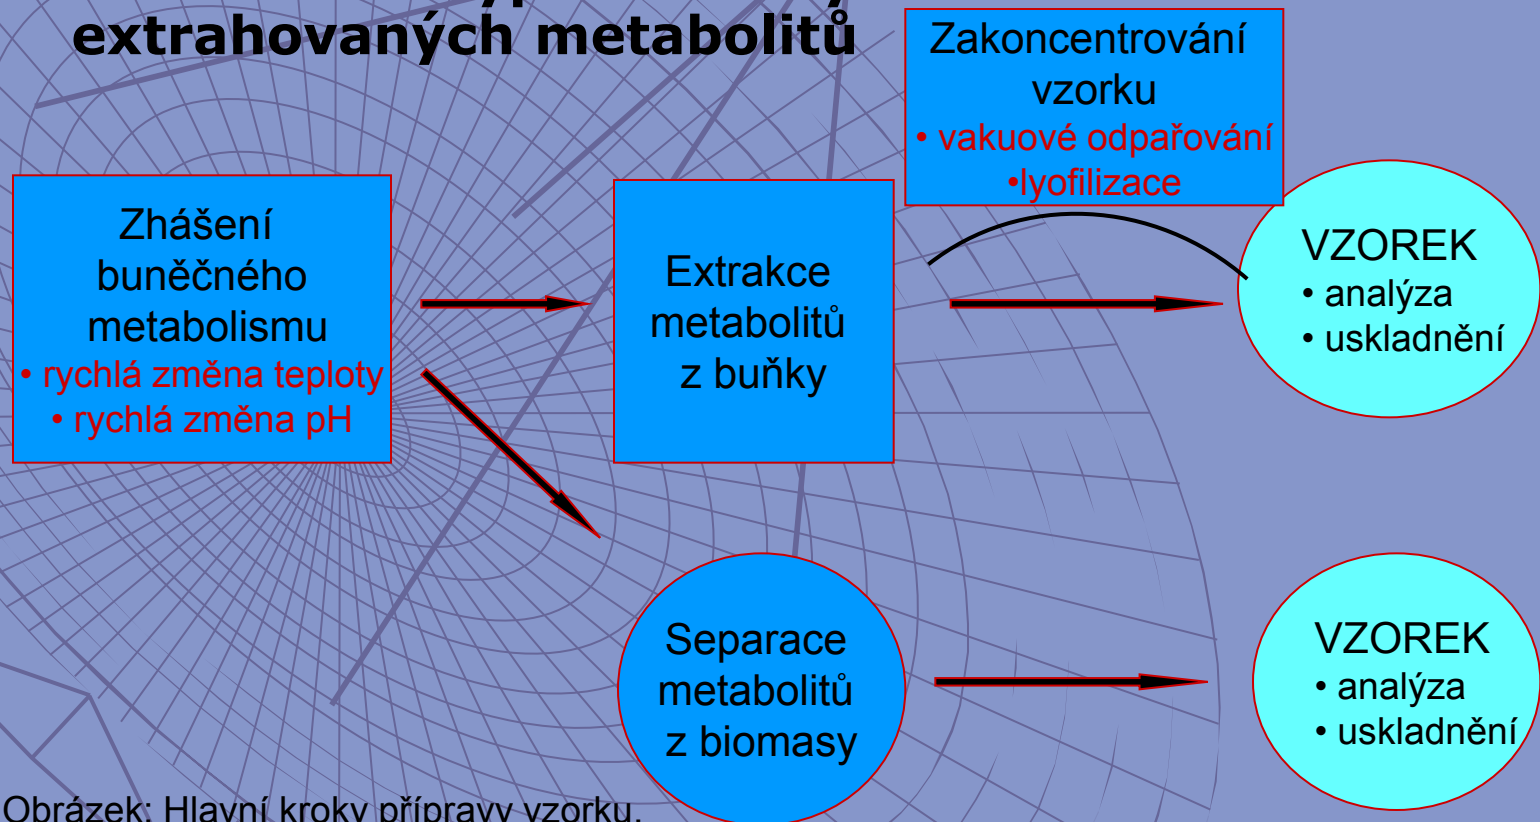 extrahovaných metabolitů
Zakoncentrování
vzorku
• vakuové odpařování
•lyofilizace
Zhášení
buněčného
metabolismu
• rychlá změna teploty
• rychlá změna pH
Extrakce
metabolitů
z buňky
VZOREK
• analýza
• uskladnění
Separace
metabolitů
z biomasy
VZOREK
• analýza
• uskladnění
Obrázek: Hlavní kroky přípravy vzorku.